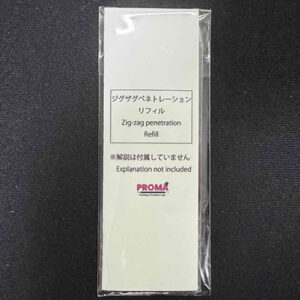 ジグザグペネトレーション
リフィル
Zig-zag penetration
Refill
※解説は付属していません
Explanation not included
PROMA